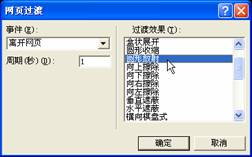 网页过渡
事件(E):
离开网页
周期(秒)(D):
1
过渡效果(T):
盒状展开
圆形收缩
圆形放射
向上擦除
向下擦除
向右擦除
向左擦除
垂直遮蔽
水平遮蔽
横向棋盘式
确定
取消